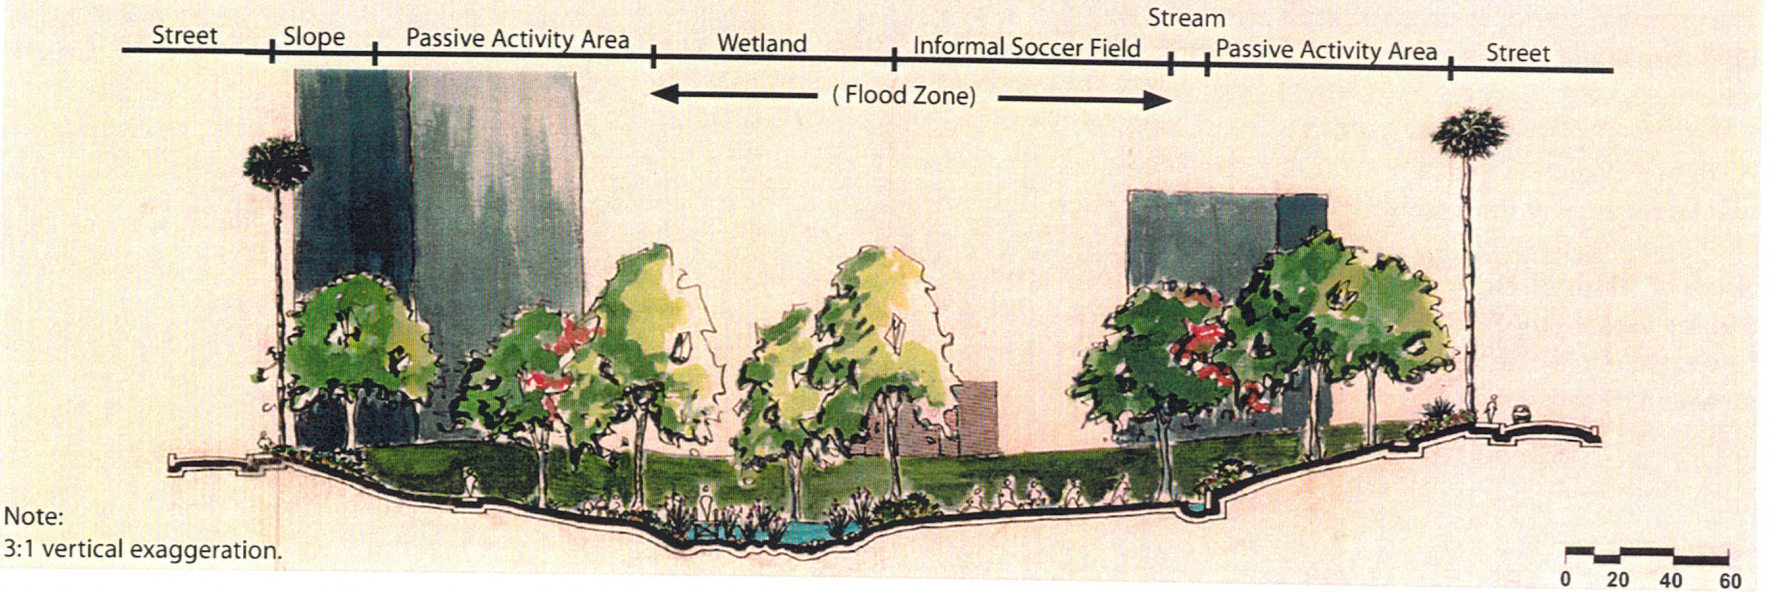 Stream
Street Slope Passive Activity Area Wetland Informal Soccer Field Passive Activity Area Street
( Flood Zone)
Note:
3:1 vertical exaggeration.
0 20 40 60